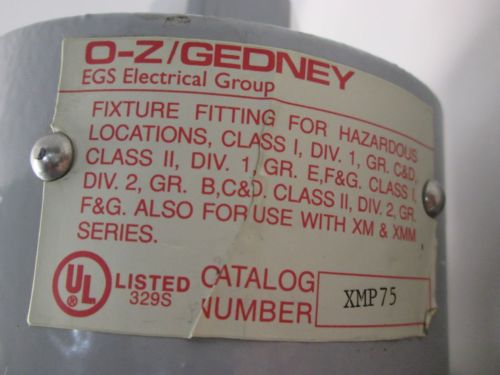 O-Z/GEDNEY
EGS Electrical Group
FIXTURE FITTING FOR HAZARDOUS
LOCATIONS, CLASS I, DIV. 1, GR. C&D,
CLASS II, DIV. 1, GR. E,F&G. CLASS I,
DIV. 2, GR. B,C&D. CLASS II, DIV. 2, GR.
F&G. ALSO FOR USE WITH XM & XMM
SERIES.
UL ® LISTED 329S
CATALOG NUMBER XMP75